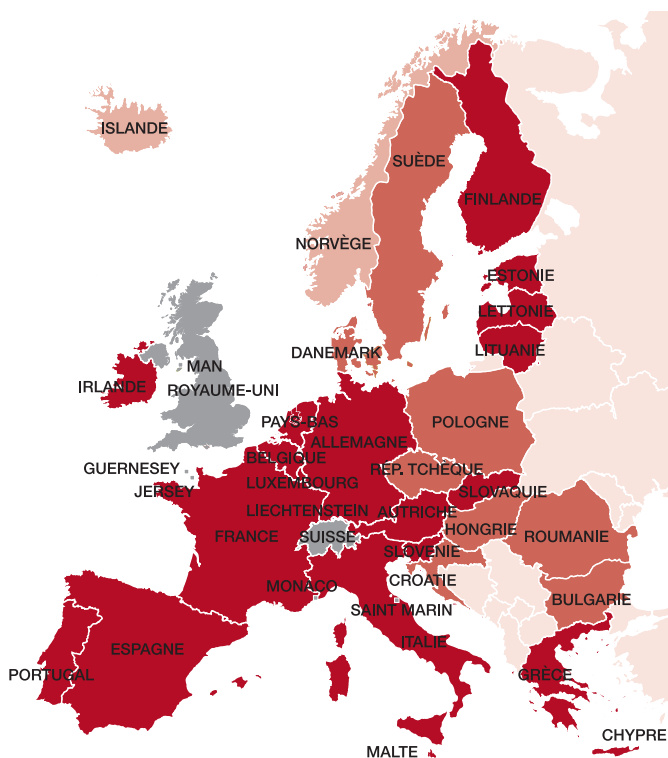 ISLANDE
SUÈDE
FINLANDE
NORVÈGE
ESTONIE
LETTONIE
LITUANIE
DANEMARK
MAN
IRLANDE
ROYAUME-UNI
PAYS-BAS
POLOGNE
ALLEMAGNE
BELGIQUE
GUERNESEY
RÉP. TCHÈQUE
LUXEMBOURG
JERSEY
SLOVAQUIE
LIECHTENSTEIN
AUTRICHE
HONGRIE
FRANCE
SUISSE
ROUMANIE
SLOVÉNIE
CROATIE
MONACO
BULGARIE
SAINT MARIN
ITALIE
ESPAGNE
PORTUGAL
GRÈCE
CHYPRE
MALTE